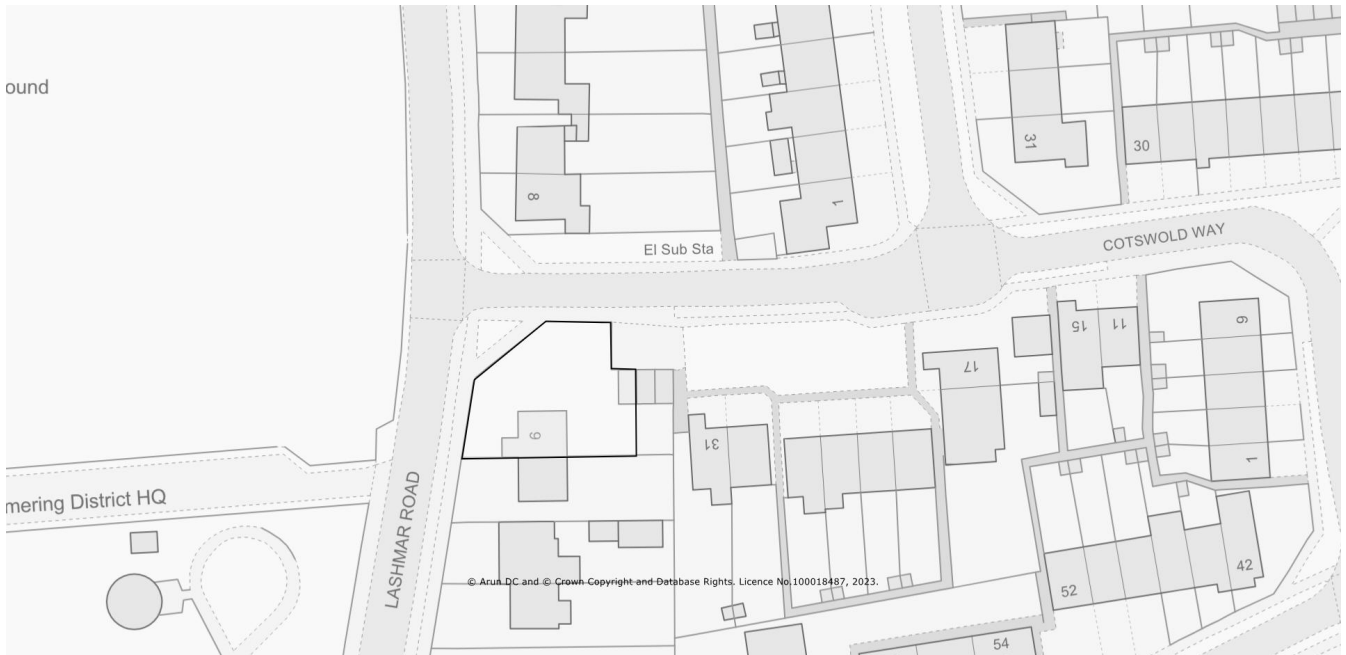 ound
8
1
31
30
El Sub Sta
COTSWOLD WAY
17
15
11
9
6
31
1
mering District HQ
LASHMAR ROAD
© Arun DC and © Crown Copyright and Database Rights. Licence No.100018487, 2023.
52
42
54